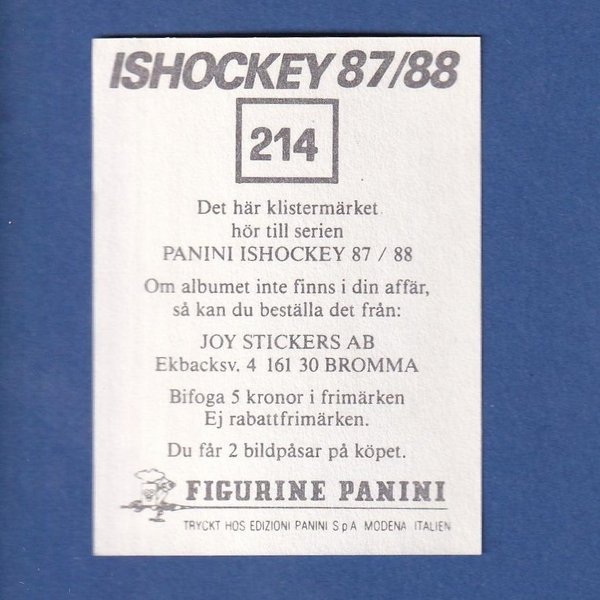 ISHOCKEY 87/88
214
Det här klistermärket
hör till serien
PANINI ISHOCKEY 87 / 88
Om albumet inte finns i din affär,
så kan du beställa det från:
JOY STICKERS AB
Ekbacksv. 4 161 30 BROMMA
Bifoga 5 kronor i frimärken
Ej rabattfrimärken.
Du får 2 bildpåsar på köpet.
FIGURINE PANINI
TRYCKT HOS EDIZIONI PANINI S p A MODENA ITALIEN